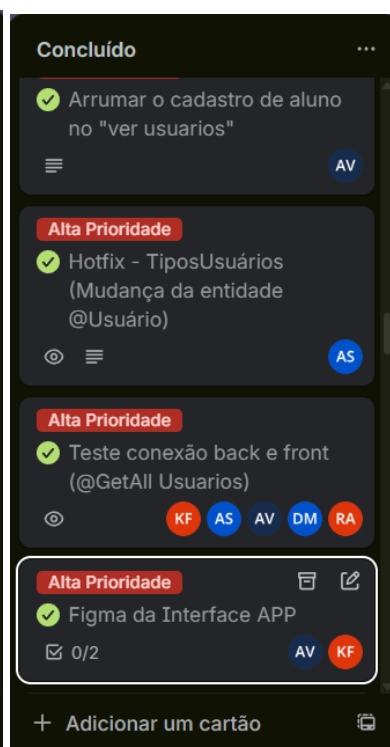 Concluído
Arrumar o cadastro de aluno
no "ver usuarios"
AV
Alta Prioridade
Hotfix - TiposUsuários
(Mudança da entidade
@Usuário)
AS
Alta Prioridade
Teste conexão back e front
(@GetAll Usuarios)
KF AS AV DM RA
Alta Prioridade
Figma da Interface APP
0/2 AV KF
+ Adicionar um cartão